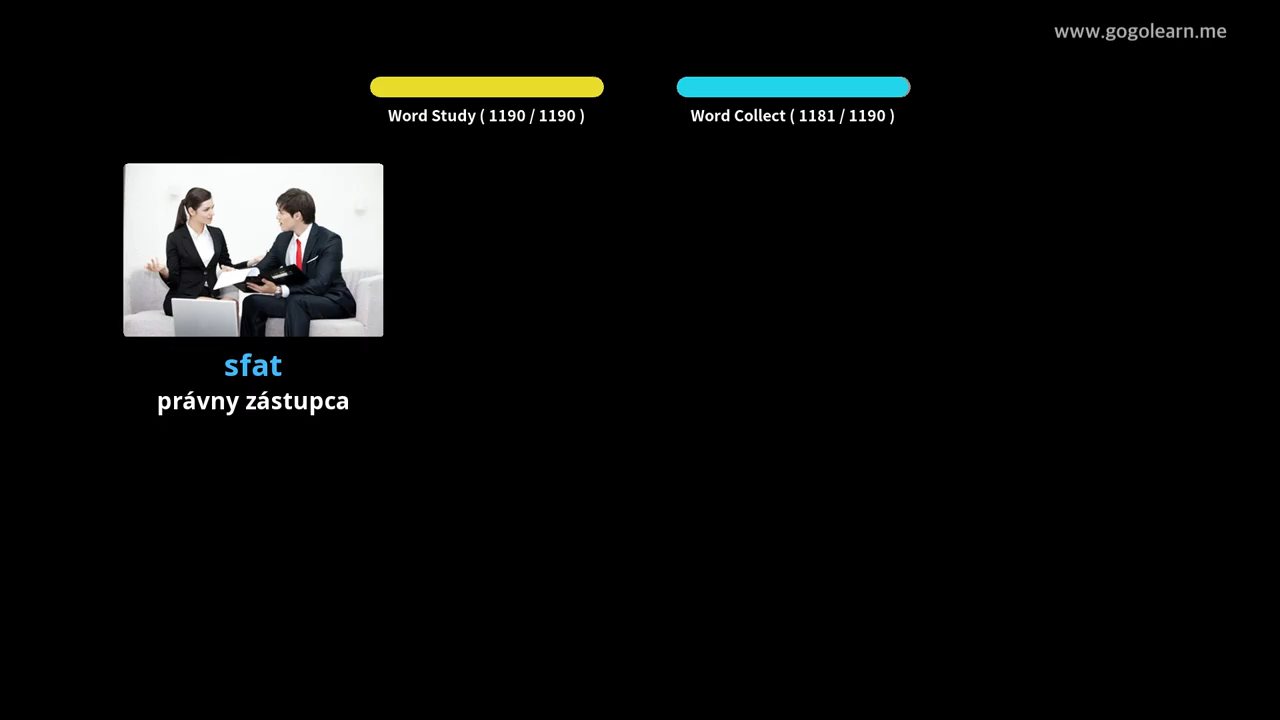 www.gogolearn.me
Word Study ( 1190 / 1190 )
Word Collect ( 1181 / 1190 )
sfat
právny zástupca